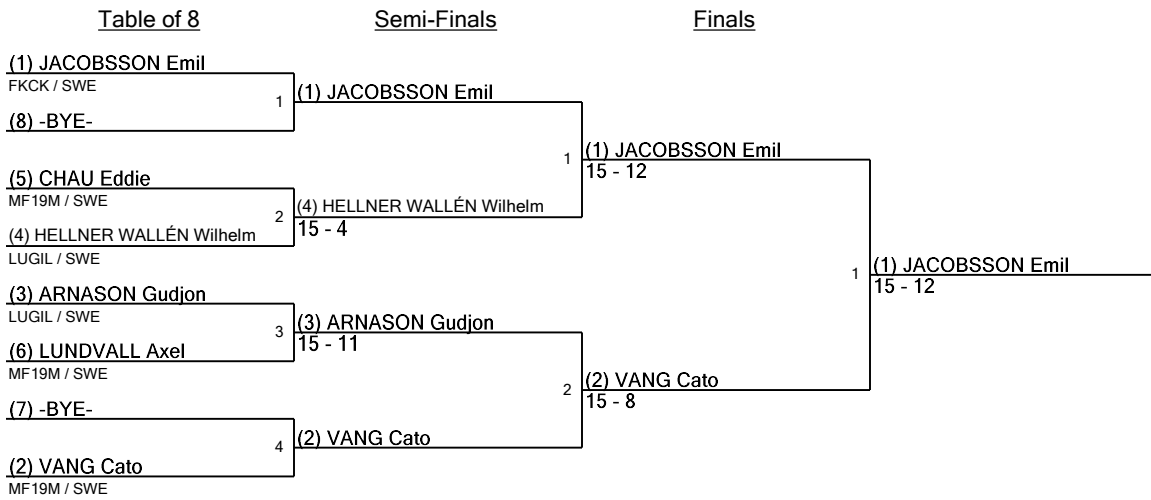 Table of 8
Semi-Finals
Finals
(1) JACOBSSON Emil
FKCK / SWE
1
(1) JACOBSSON Emil
(8) -BYE-
1
(1) JACOBSSON Emil
15 - 12
(5) CHAU Eddie
MF19M / SWE
2
(4) HELLNER WALLÉN Wilhelm
15 - 4
(4) HELLNER WALLÉN Wilhelm
LUGIL / SWE
1
(1) JACOBSSON Emil
15 - 12
(3) ARNASON Gudjon
LUGIL / SWE
3
(3) ARNASON Gudjon
15 - 11
(6) LUNDVALL Axel
MF19M / SWE
2
(2) VANG Cato
15 - 8
(7) -BYE-
4
(2) VANG Cato
(2) VANG Cato
MF19M / SWE